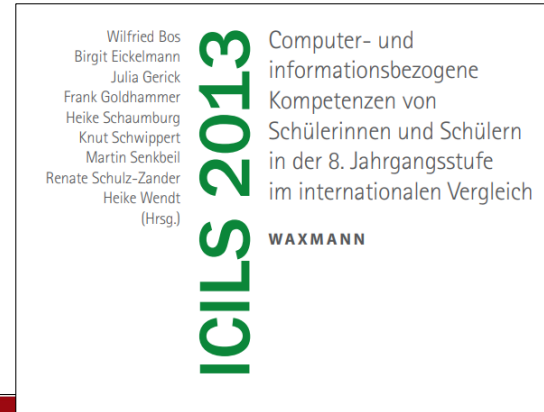 Wilfried Bos
Birgit Eickelmann
Julia Gerick
Frank Goldhammer
Heike Schaumburg
Knut Schwippert
Martin Senkbeil
Renate Schulz-Zander
Heike Wendt
(Hrsg.)
ICILS 2013
Computer- und
informationsbezogene
Kompetenzen von
Schülerinnen und Schülern
in der 8. Jahrgangsstufe
im internationalen Vergleich
WAXMANN